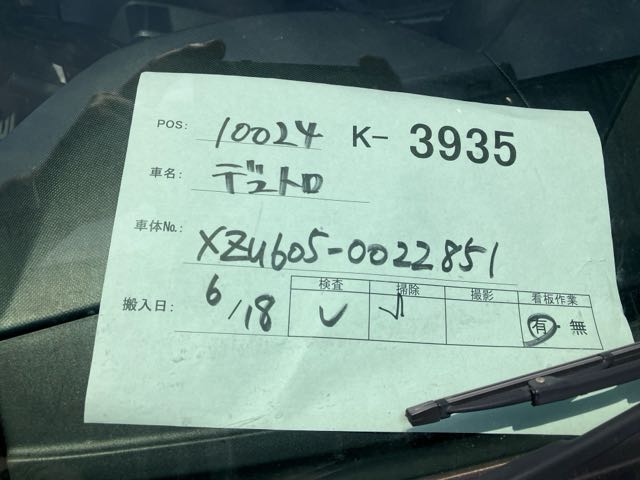 POS: 10024 K- 3935
車名: デュトロ
車体No.: XZU605-0022851
搬入日: 6/18
検査 掃除 撮影 看板作業
✓ ✓ 有・無